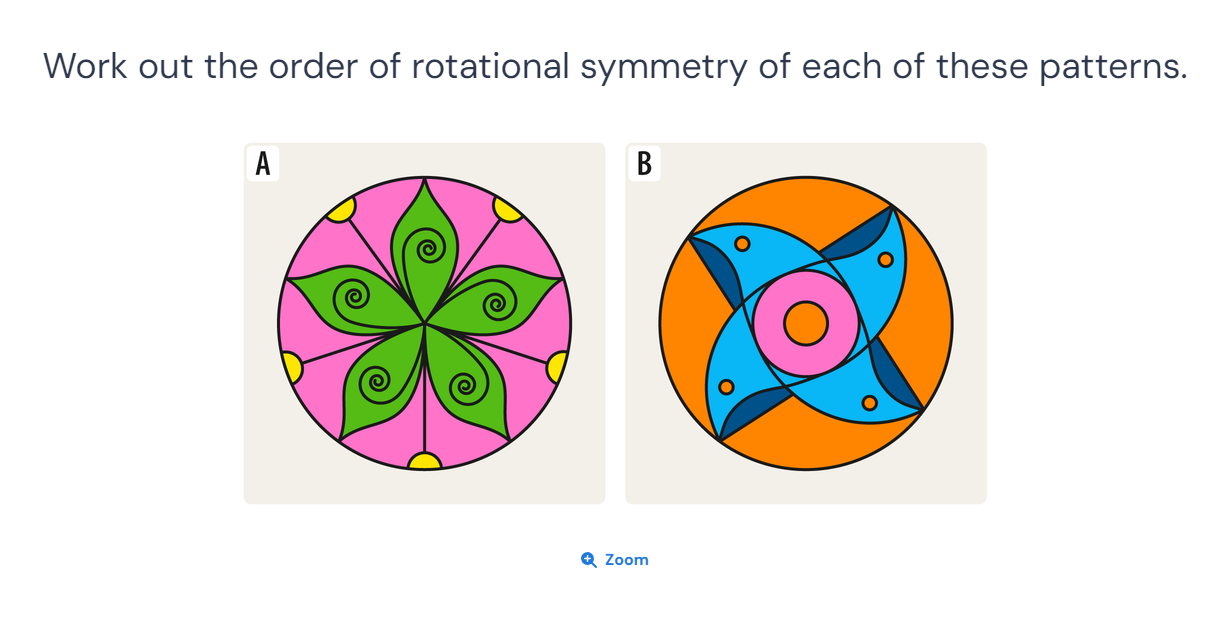 Work out the order of rotational symmetry of each of these patterns.
A
B
Zoom